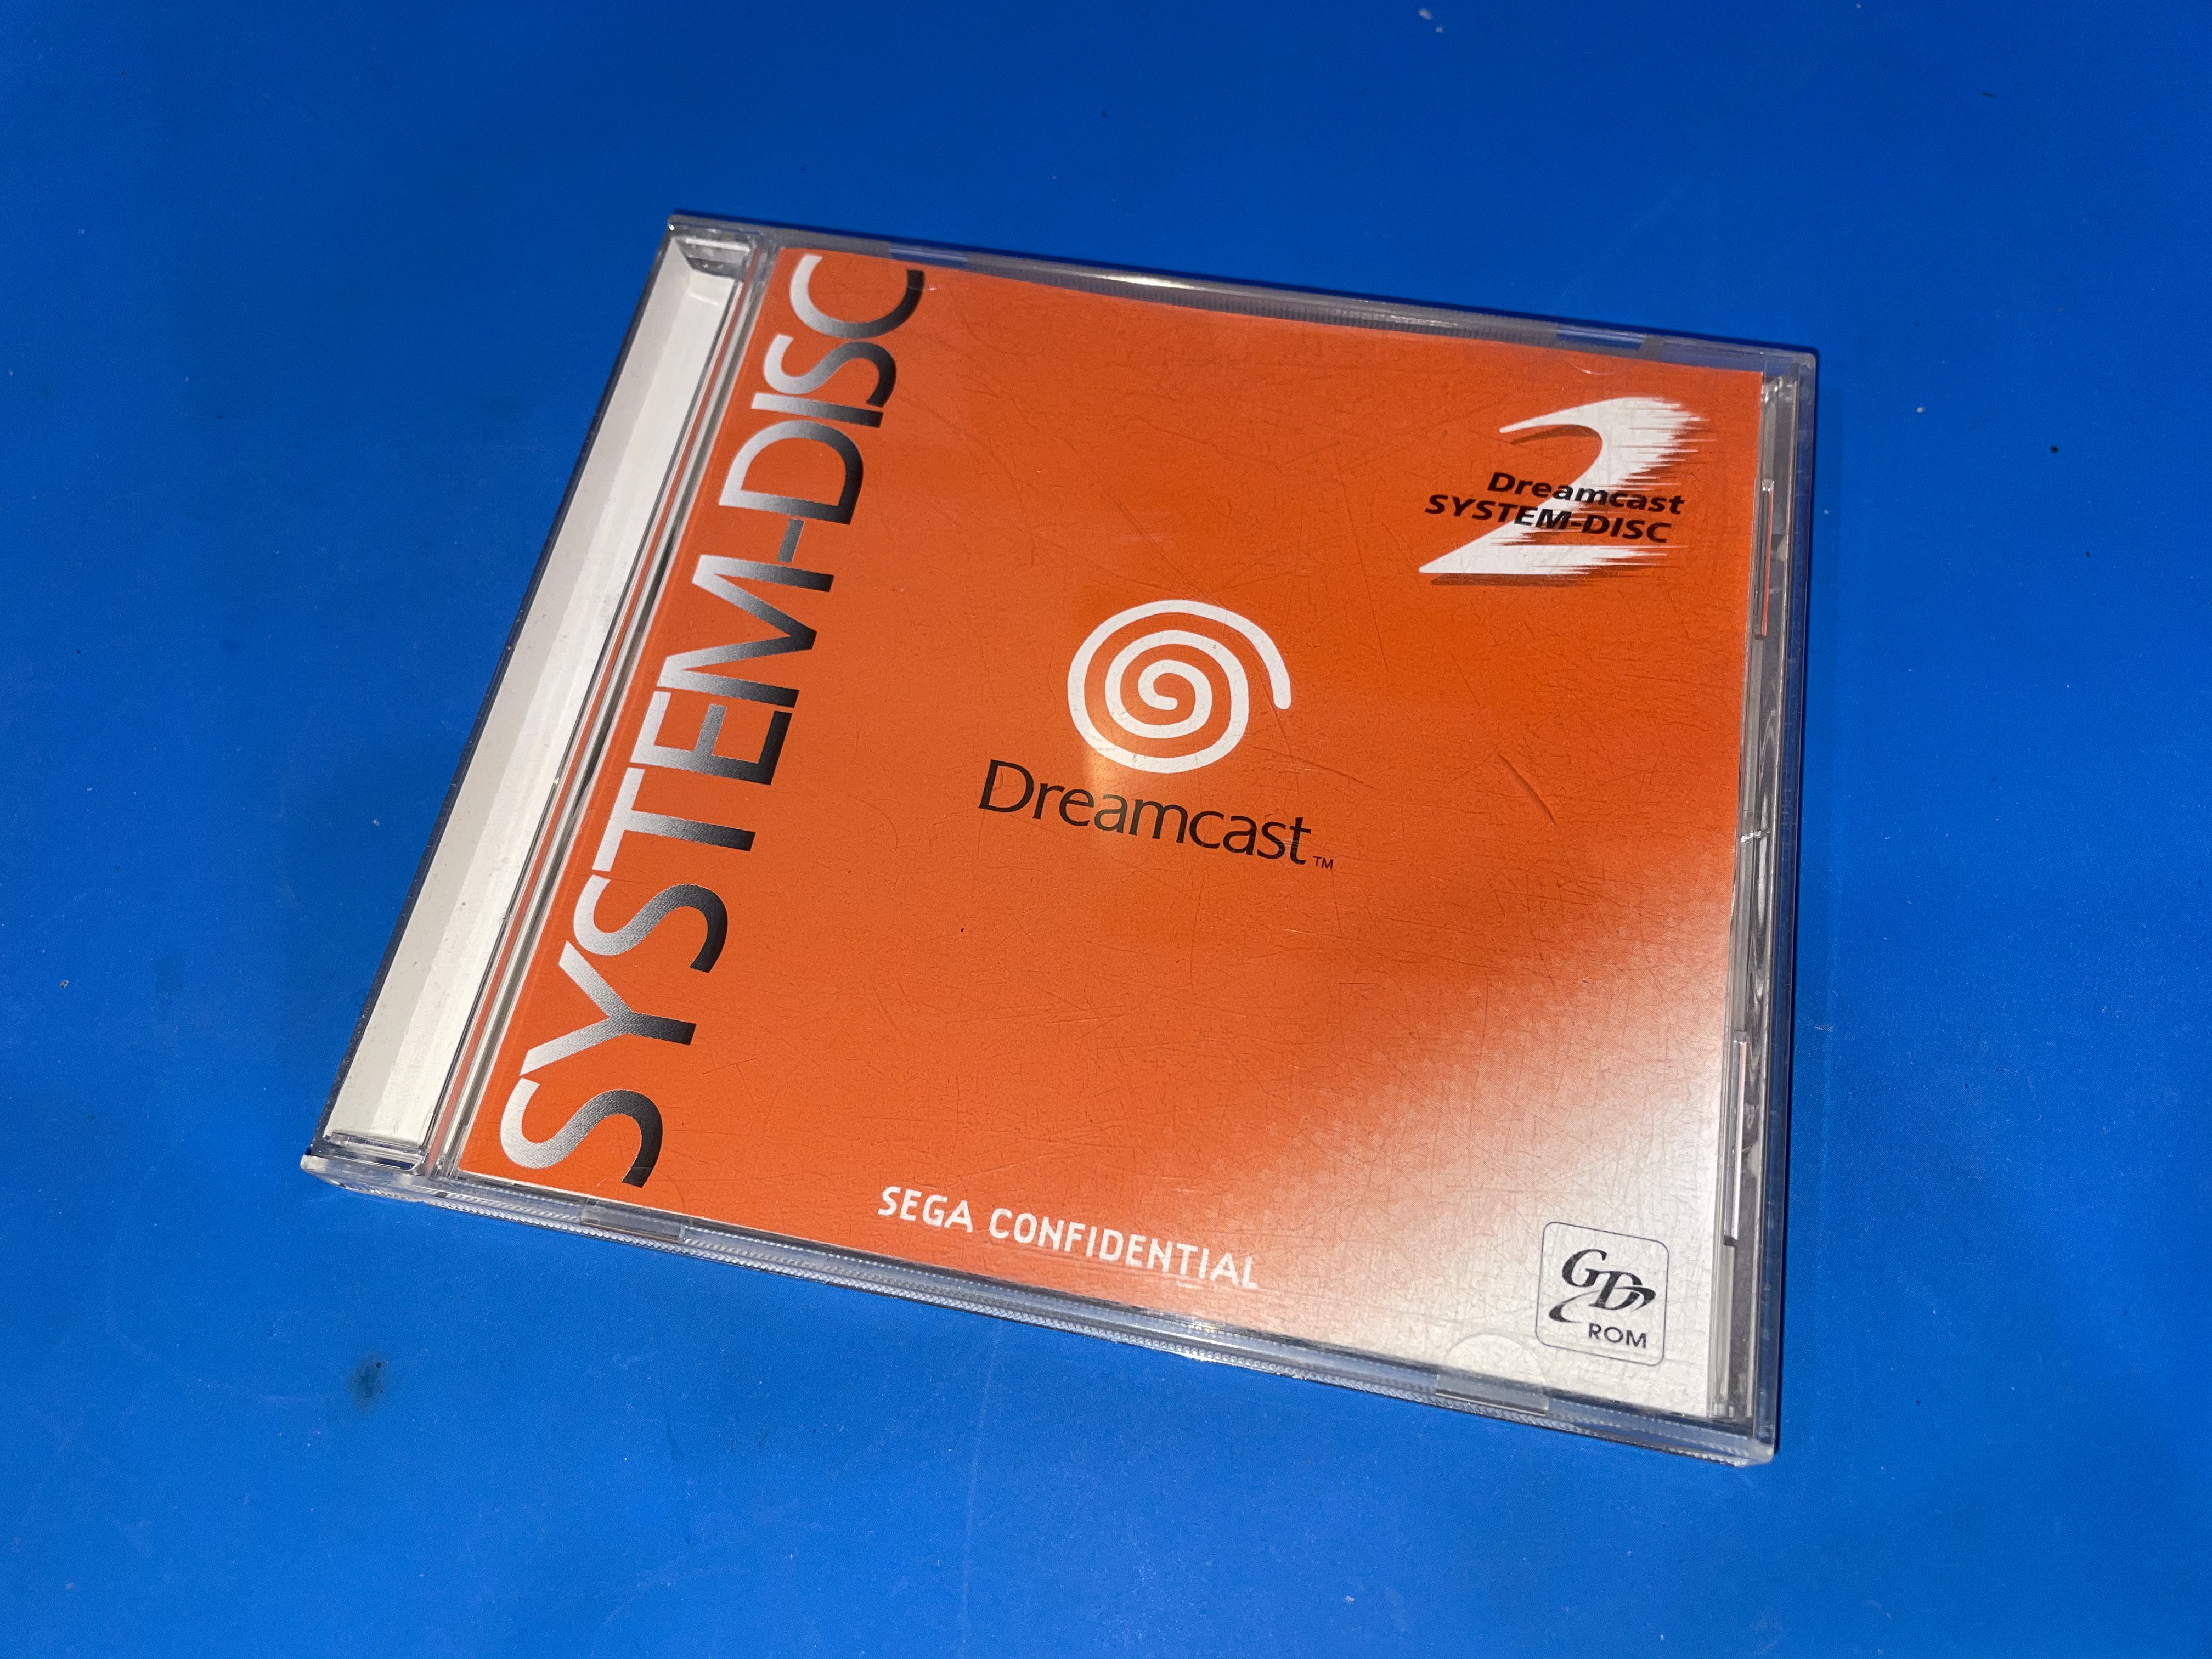 SYSTEM-DISC
2
Dreamcast
SYSTEM-DISC
Dreamcast™
SEGA CONFIDENTIAL
GD
ROM